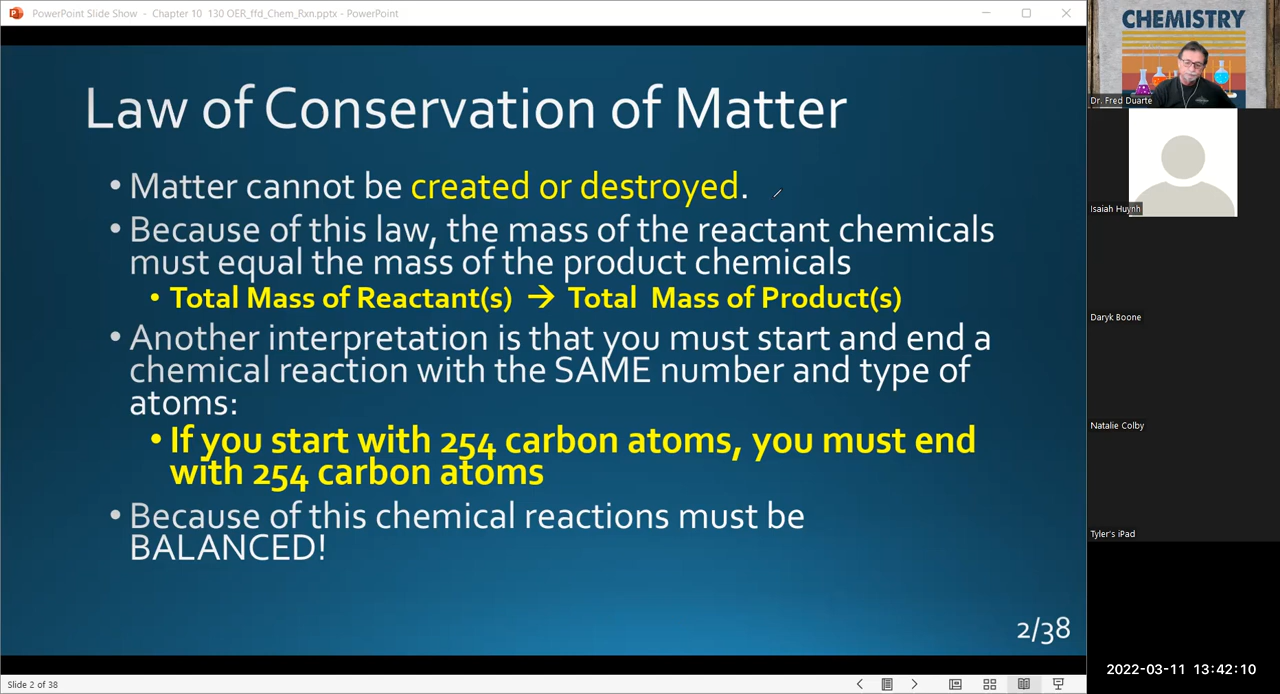 PowerPoint Slide Show - Chapter 10 130 OER_ffd_Chem_Rxn.pptx - PowerPoint
CHEMISTRY
Dr. Fred Duarte
Law of Conservation of Matter
• Matter cannot be created or destroyed.
• Because of this law, the mass of the reactant chemicals
must equal the mass of the product chemicals
• Total Mass of Reactant(s) → Total Mass of Product(s)
• Another interpretation is that you must start and end a
chemical reaction with the SAME number and type of
atoms:
• If you start with 254 carbon atoms, you must end
with 254 carbon atoms
• Because of this chemical reactions must be
BALANCED!
2/38
Isaiah Huynh
Daryk Boone
Natalie Colby
Tyler's iPad
2022-03-11 13:42:10
Slide 2 of 38